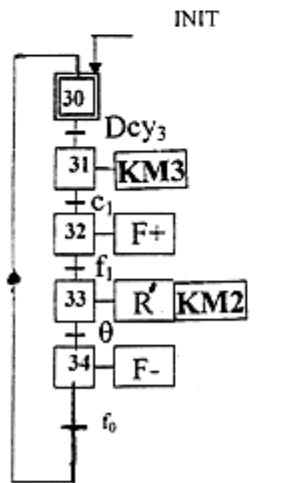 INIT
30
Dcy₃
31 KM3
c₁
32 F+
f₁
33 R' KM2
θ
34 F-
f₀